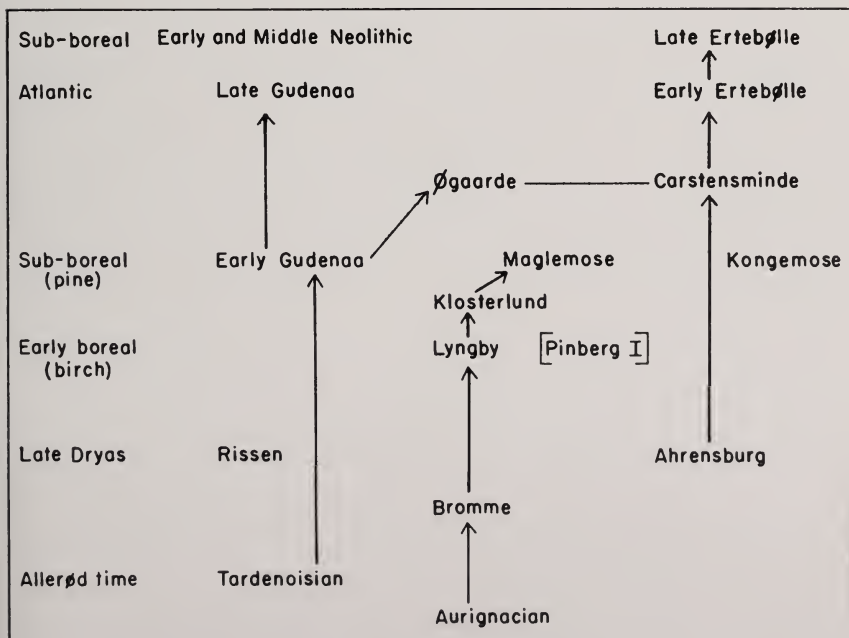 Sub-boreal Early and Middle Neolithic Late Ertebølle
Atlantic Late Gudenaa Early Ertebølle
Øgaarde Carstensminde
Sub-boreal Early Gudenaa Maglemose Kongemose
(pine)
Klosterlund
Early boreal Lyngby [Pinberg I]
(birch)
Late Dryas Rissen Ahrensburg
Bromme
Allerød time Tardenoisian
Aurignacian